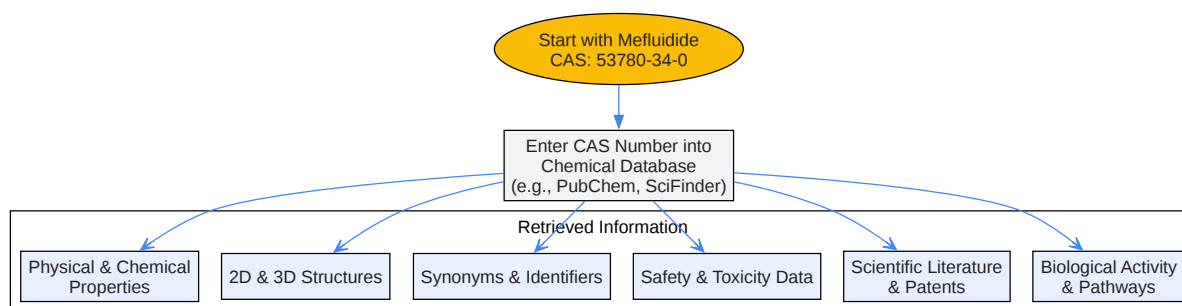 Start with Mefluidide
CAS: 53780-34-0
Enter CAS Number into
Chemical Database
(e.g., PubChem, SciFinder)
Retrieved Information
Physical & Chemical
Properties
2D & 3D Structures
Synonyms & Identifiers
Safety & Toxicity Data
Scientific Literature
& Patents
Biological Activity
& Pathways